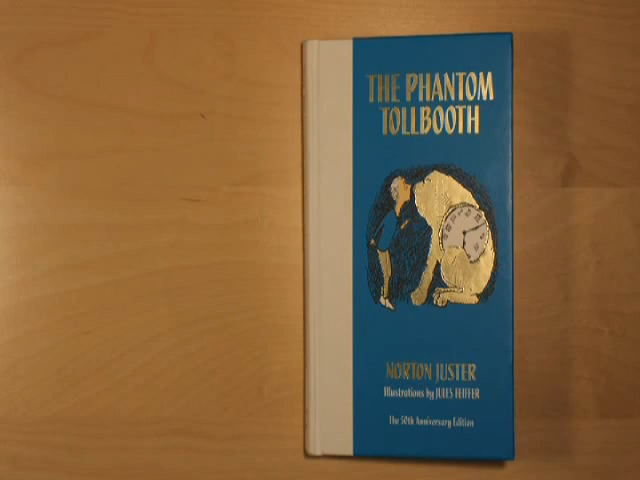 THE PHANTOM
TOLLBOOTH
NORTON JUSTER
Illustrations by JULES FEIFFER
The 50th Anniversary Edition